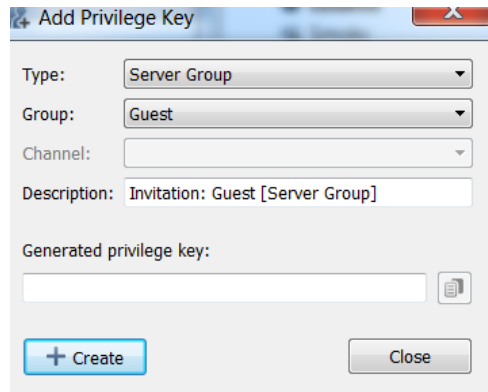 Add Privilege Key
Type: Server Group
Group: Guest
Channel:
Description: Invitation: Guest [Server Group]
Generated privilege key:
Create Close